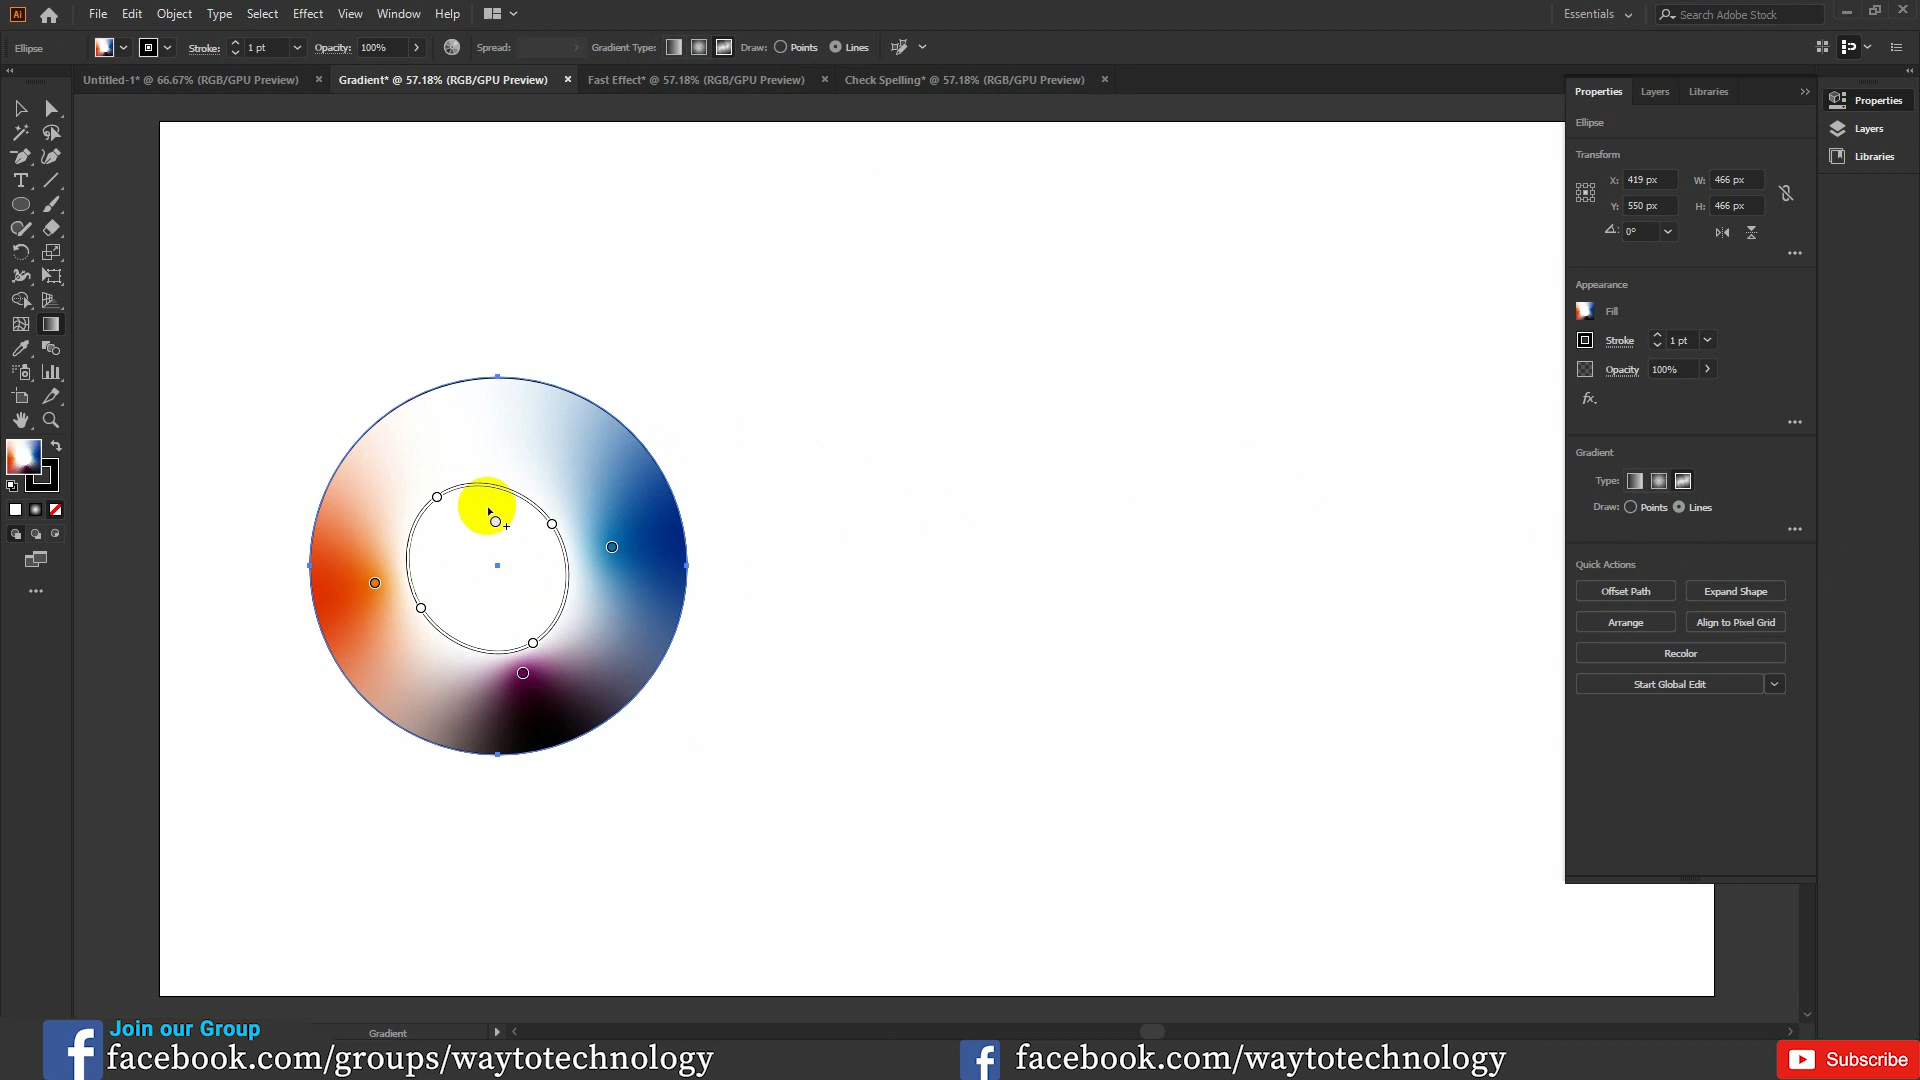 Ai File Edit Object Type Select Effect View Window Help Essentials Search Adobe Stock
Ellipse Stroke: 1 pt Opacity: 100% Spread: Gradient Type: Draw: Points Lines
Untitled-1* @ 66.67% (RGB/GPU Preview) Gradient* @ 57.18% (RGB/GPU Preview) Fast Effect* @ 57.18% (RGB/GPU Preview) Check Spelling* @ 57.18% (RGB/GPU Preview)
Properties Layers Libraries
Properties
Layers
Libraries
Ellipse
Transform
X: 419 px W: 466 px
Y: 550 px H: 466 px
0°
Appearance
Fill
Stroke 1 pt
Opacity 100%
fx.
Gradient
Type:
Draw: Points Lines
Quick Actions
Offset Path Expand Shape
Arrange Align to Pixel Grid
Recolor
Start Global Edit
Gradient
Join our Group
facebook.com/groups/waytotechnology
facebook.com/waytotechnology
Subscribe